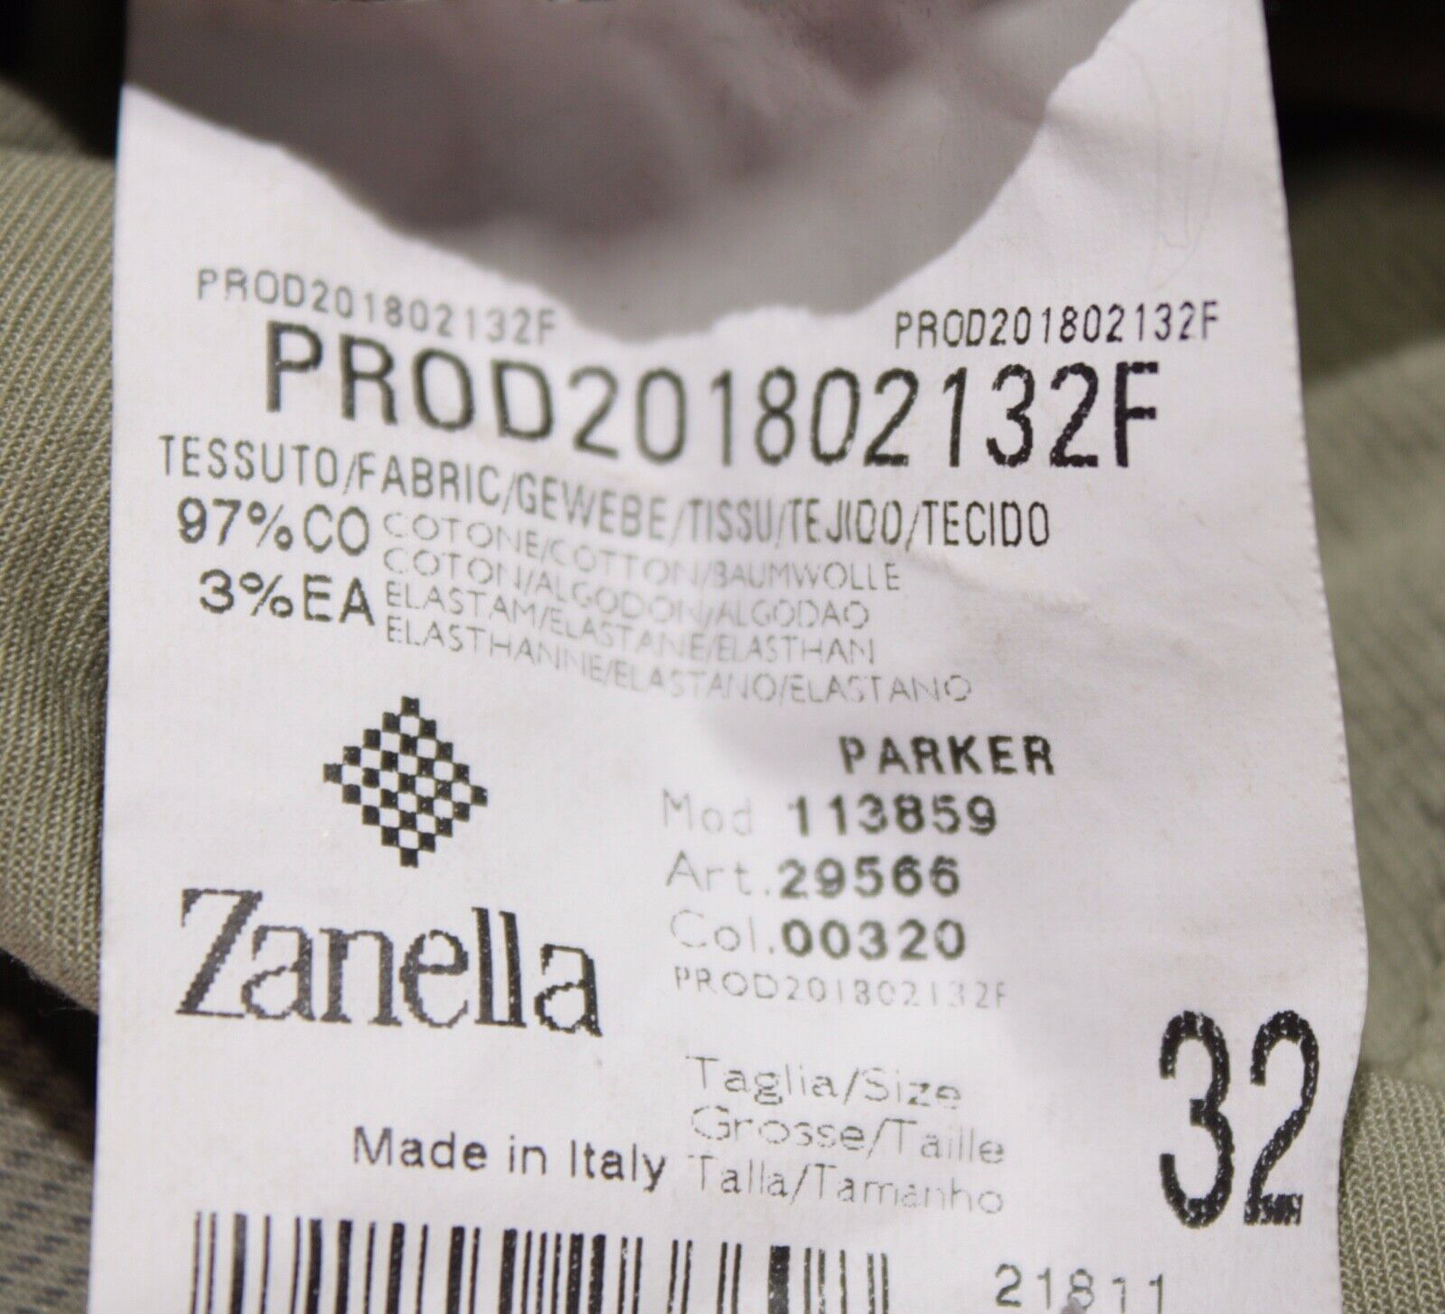 PROD201802132F PROD201802132F
PROD201802132F
TESSUTO/FABRIC/GEWEBE/TISSU/TEJIDO/TECIDO
97%CO COTONE/COTTON/BAUMWOLLE
COTON/ALGODON/ALGODAO
3%EA ELASTAM/ELASTANE/ELASTHAN
ELASTHANNE/ELASTANO/ELASTANO
PARKER
Mod 113859
Art.29566
Col.00320
PROD201802132F
Zanella
Taglia/Size
Grosse/Taille
Talla/Tamanho
32
Made in Italy
21811